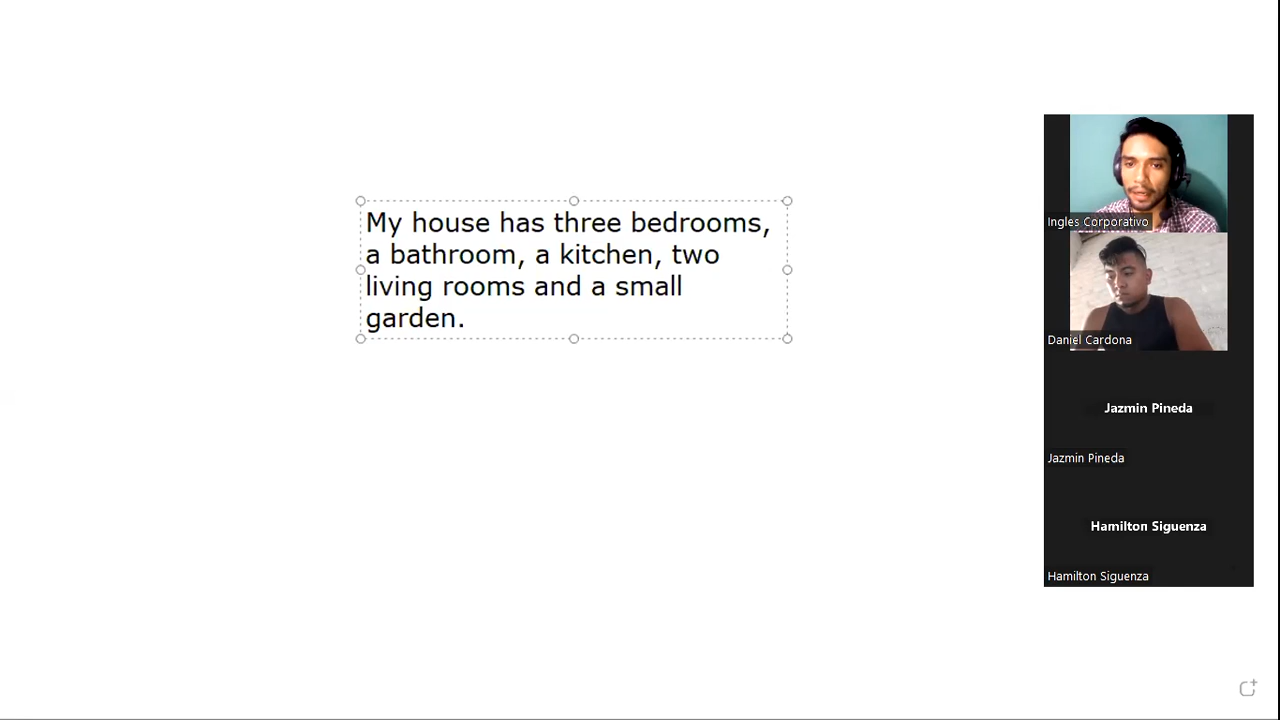 My house has three bedrooms,
a bathroom, a kitchen, two
living rooms and a small
garden.
Ingles Corporativo
Daniel Cardona
Jazmin Pineda
Jazmin Pineda
Hamilton Siguenza
Hamilton Siguenza